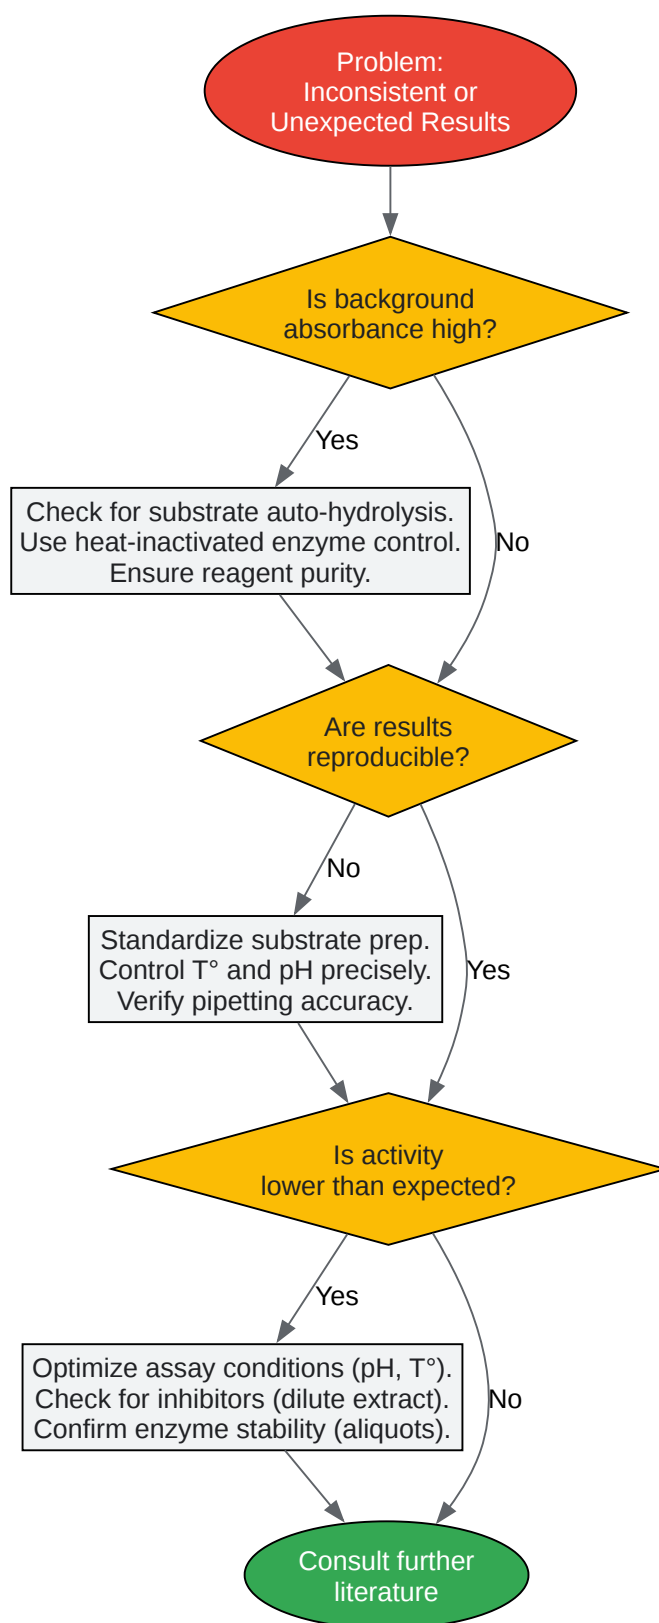 Problem:
Inconsistent or
Unexpected Results
Is background
absorbance high?
Yes
Check for substrate auto-hydrolysis.
Use heat-inactivated enzyme control.
Ensure reagent purity.
No
Are results
reproducible?
No
Standardize substrate prep.
Control T° and pH precisely.
Verify pipetting accuracy.
Yes
Is activity
lower than expected?
Yes
Optimize assay conditions (pH, T°).
Check for inhibitors (dilute extract).
Confirm enzyme stability (aliquots).
No
Consult further
literature